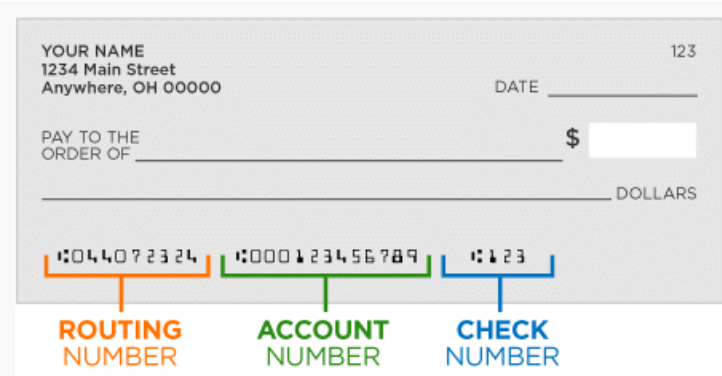 YOUR NAME 123
1234 Main Street
Anywhere, OH 00000 DATE
PAY TO THE
ORDER OF $
DOLLARS
⑆044072324 ⑆000123456789 ⑆123
ROUTING ACCOUNT CHECK
NUMBER NUMBER NUMBER